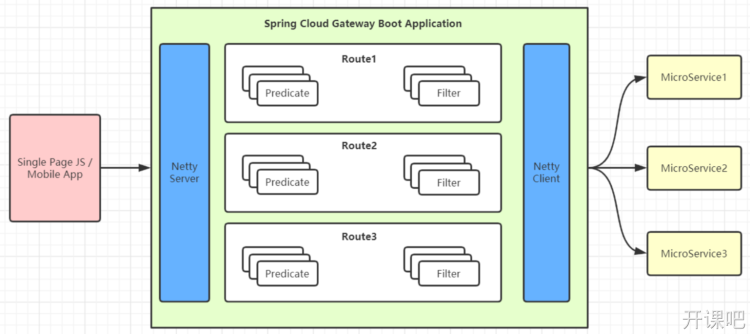 Spring Cloud Gateway Boot Application
Single Page JS /
Mobile App
Netty
Server
Route1
Predicate
Filter
Route2
Predicate
Filter
Route3
Predicate
Filter
Netty
Client
MicroService1
MicroService2
MicroService3
开课吧